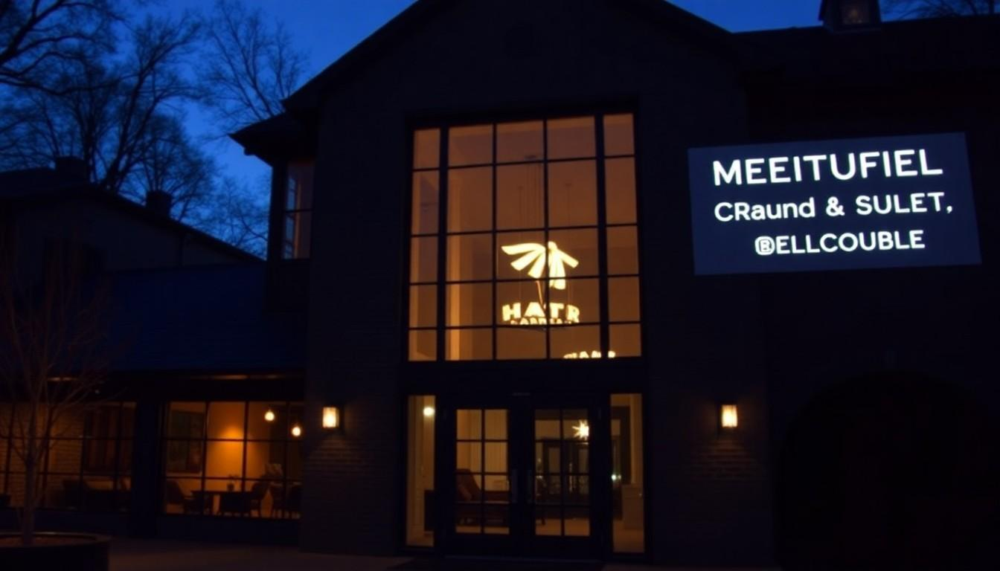 MEEITUFIEL
CRaund & SULET,
®ELLCOUBLE
HATR